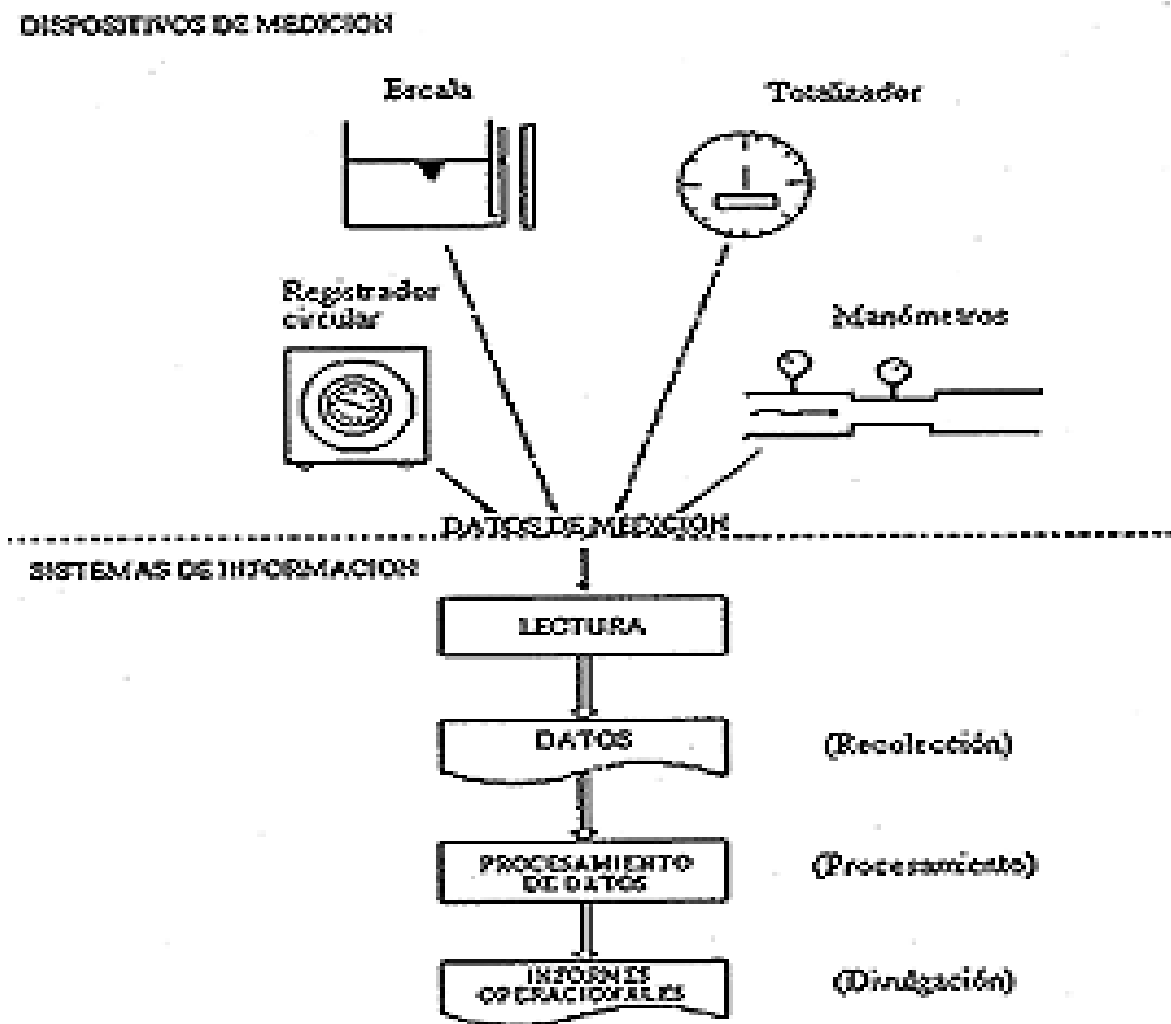 DISPOSITIVOS DE MEDICION
Escala
Totalizador
Registrador
circular
Manómetros
DATOS DE MEDICION
SISTEMAS DE INFORMACION
LECTURA
DATOS
(Recolección)
PROCESAMIENTO
DE DATOS
(Procesamiento)
INFORMES
OPERACIONALES
(Divulgación)